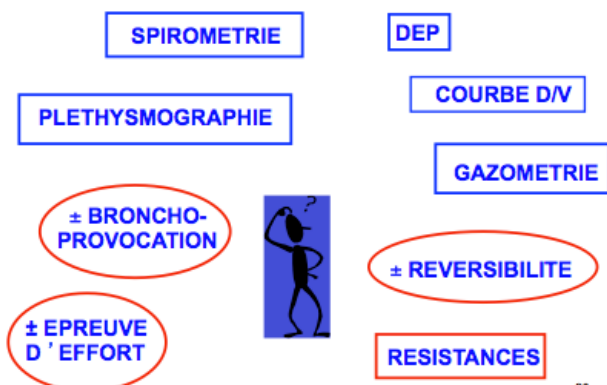 SPIROMETRIE
DEP
COURBE D/V
PLETHYSMOGRAPHIE
GAZOMETRIE
± BRONCHO-
PROVOCATION
?
± REVERSIBILITE
± EPREUVE
D ' EFFORT
RESISTANCES